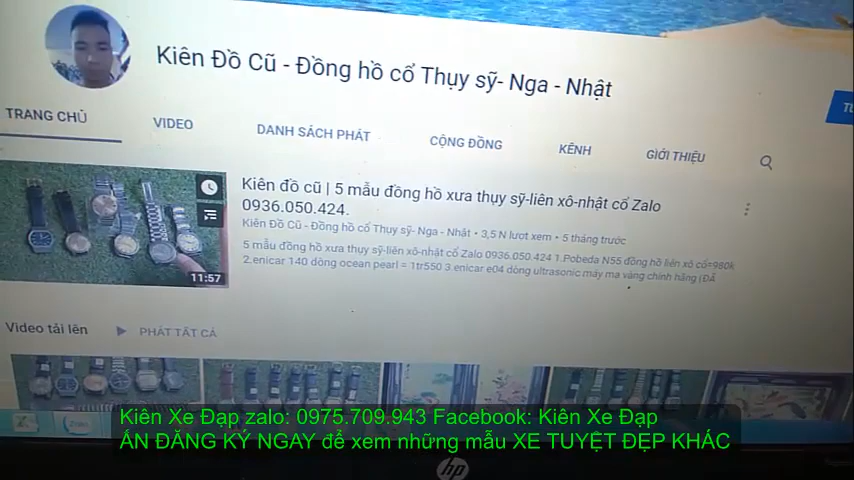 Kiên Đồ Cũ - Đồng hồ cổ Thụy sỹ- Nga - Nhật
TRANG CHỦ
VIDEO
DANH SÁCH PHÁT
CỘNG ĐỒNG
KÊNH
GIỚI THIỆU
Kiên đồ cũ | 5 mẫu đồng hồ xưa thụy sỹ-liên xô-nhật cổ Zalo
0936.050.424.
Kiên Đồ Cũ - Đồng hồ cổ Thụy sỹ- Nga - Nhật • 3,5 N lượt xem • 5 tháng trước
5 mẫu đồng hồ xưa thụy sỹ-liên xô-nhật cổ Zalo 0936.050.424 1.Pobeda N55 đồng hồ liên xô cổ=980k
2.enicar 140 dòng ocean pearl = 1tr550 3.enicar e04 dòng ultrasonic máy mạ vàng chính hãng (ĐÃ
11:57
Video tải lên
PHÁT TẤT CẢ
Kiên Xe Đạp zalo: 0975.709.943 Facebook: Kiên Xe Đạp
ẤN ĐĂNG KÝ NGAY để xem những mẫu XE TUYỆT ĐẸP KHÁC
hp